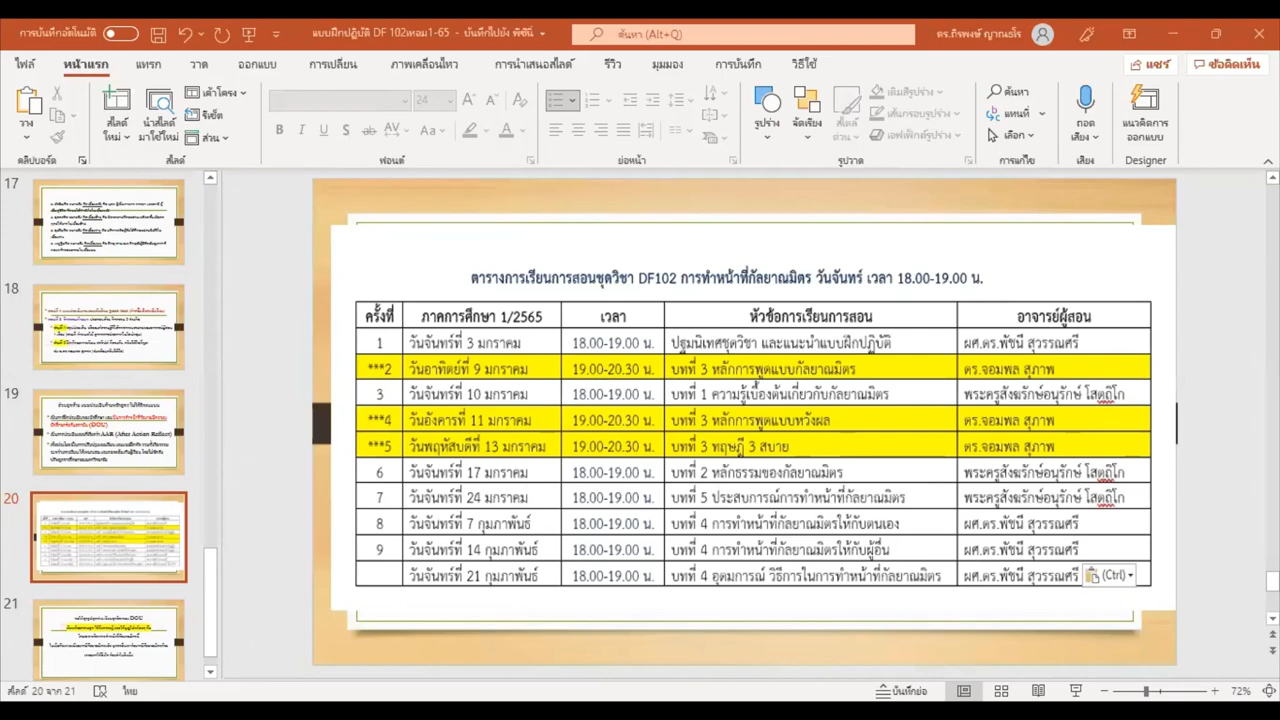 การบันทึกอัตโนมัติ
แบบฝึกปฏิบัติ DF 102เทอม1-65 - บันทึกไปยัง พีซีนี้
ค้นหา (Alt+Q)
ดร.ภิรพงษ์ ญาณธโร
ไฟล์ หน้าแรก แทรก วาด ออกแบบ การเปลี่ยน ภาพเคลื่อนไหว การนำเสนอสไลด์ รีวิว มุมมอง การบันทึก วิธีใช้ แชร์ ข้อคิดเห็น
วาง
สไลด์ใหม่
นำสไลด์มาใช้ใหม่
เค้าโครง
รีเซ็ต
ส่วน
24
รูปร่าง
จัดเรียง
สไตล์ด่วน
เติมสีรูปร่าง
เส้นกรอบรูปร่าง
เอฟเฟ็กต์รูปร่าง
ค้นหา
แทนที่
เลือก
ถอดเสียง
แนวคิดการออกแบบ
คลิปบอร์ด สไลด์ ฟอนต์ ย่อหน้า รูปวาด การแก้ไข เสียง Designer
17
18
19
20
21
ตารางการเรียนการสอนชุดวิชา DF102 การทำหน้าที่กัลยาณมิตร วันจันทร์ เวลา 18.00-19.00 น.
ครั้งที่ ภาคการศึกษา 1/2565 เวลา หัวข้อการเรียนการสอน อาจารย์ผู้สอน
1 วันจันทร์ที่ 3 มกราคม 18.00-19.00 น. ปฐมนิเทศชุดวิชา และแนะนำแบบฝึกปฏิบัติ ผศ.ดร.พัชนี สุวรรณศรี
***2 วันอาทิตย์ที่ 9 มกราคม 19.00-20.30 น. บทที่ 3 หลักการพูดแบบกัลยาณมิตร ดร.จอมพล สุภาพ
3 วันจันทร์ที่ 10 มกราคม 18.00-19.00 น. บทที่ 1 ความรู้เบื้องต้นเกี่ยวกับกัลยาณมิตร พระครูสังฆรักษ์อนุรักษ์ โสตฺถิโก
***4 วันอังคารที่ 11 มกราคม 19.00-20.30 น. บทที่ 3 หลักการพูดแบบหวังผล ดร.จอมพล สุภาพ
***5 วันพฤหัสบดีที่ 13 มกราคม 19.00-20.30 น. บทที่ 3 ทฤษฎี 3 น. ดร.จอมพล สุภาพ
6 วันจันทร์ที่ 17 มกราคม 18.00-19.00 น. บทที่ 2 หลักธรรมของกัลยาณมิตร พระครูสังฆรักษ์อนุรักษ์ โสตฺถิโก
7 วันจันทร์ที่ 24 มกราคม 18.00-19.00 น. บทที่ 5 ประสบการณ์การทำหน้าที่กัลยาณมิตร พระครูสังฆรักษ์อนุรักษ์ โสตฺถิโก
8 วันจันทร์ที่ 7 กุมภาพันธ์ 18.00-19.00 น. บทที่ 4 การทำหน้าที่กัลยาณมิตรให้กับตนเอง ผศ.ดร.พัชนี สุวรรณศรี
9 วันจันทร์ที่ 14 กุมภาพันธ์ 18.00-19.00 น. บทที่ 4 การทำหน้าที่กัลยาณมิตรให้กับผู้อื่น ผศ.ดร.พัชนี สุวรรณศรี
วันจันทร์ที่ 21 กุมภาพันธ์ 18.00-19.00 น. บทที่ 4 อุดมการณ์ วิธีการในการทำหน้าที่กัลยาณมิตร ผศ.ดร.พัชนี สุวรรณศรี (Ctrl)
สไลด์ 20 จาก 21 ไทย บันทึกย่อ 72%